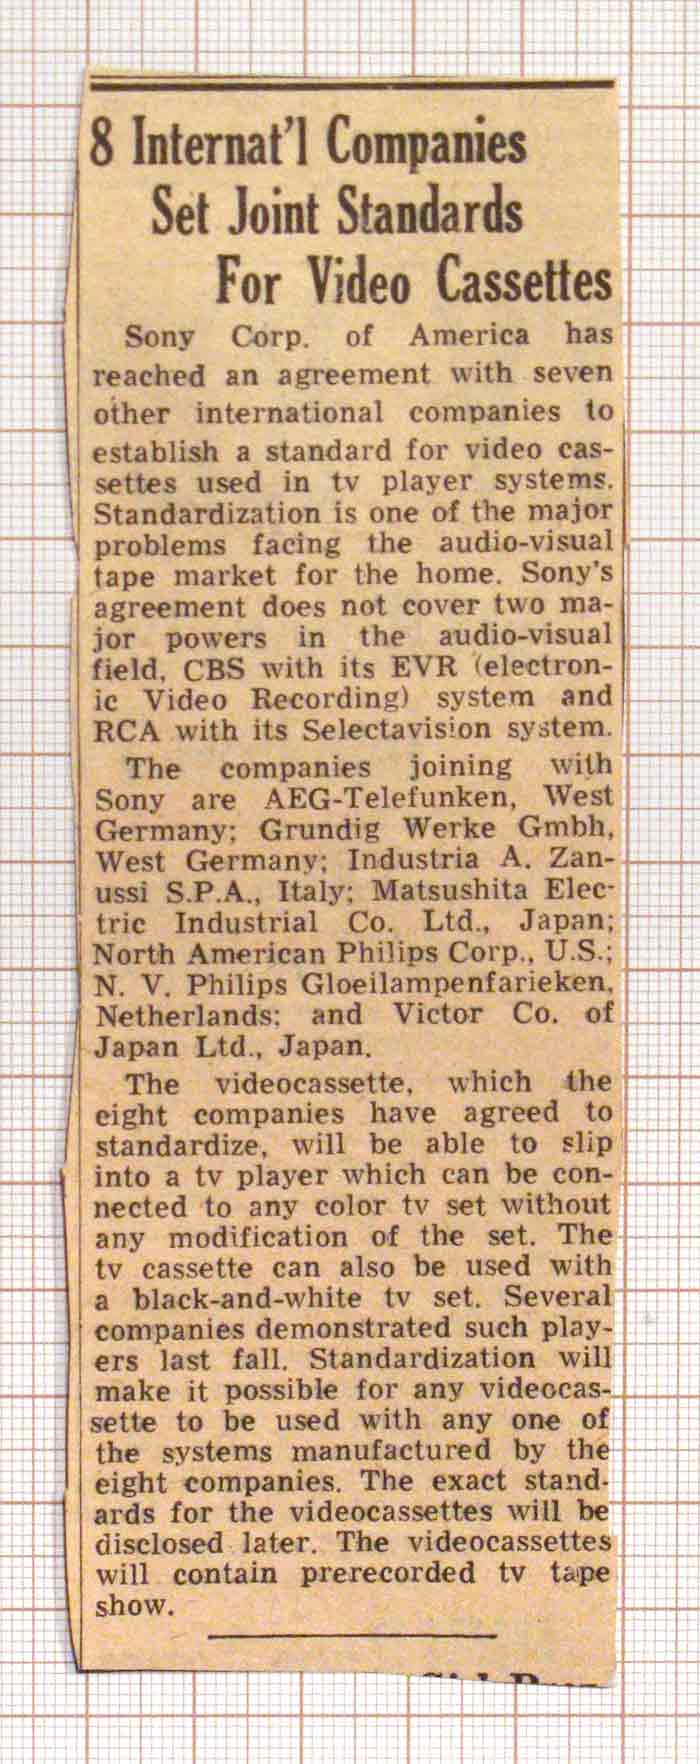 8 Internat'l Companies
Set Joint Standards
For Video Cassettes
Sony Corp. of America has
reached an agreement with seven
other international companies to
establish a standard for video cas-
settes used in tv player systems.
Standardization is one of the major
problems facing the audio-visual
tape market for the home. Sony's
agreement does not cover two ma-
jor powers in the audio-visual
field, CBS with its EVR (electron-
ic Video Recording) system and
RCA with its Selectavision system.
The companies joining with
Sony are AEG-Telefunken, West
Germany; Grundig Werke Gmbh,
West Germany; Industria A. Zan-
ussi S.P.A., Italy; Matsushita Elec-
tric Industrial Co. Ltd., Japan;
North American Philips Corp., U.S.;
N. V. Philips Gloeilampenfarieken,
Netherlands; and Victor Co. of
Japan Ltd., Japan.
The videocassette, which the
eight companies have agreed to
standardize, will be able to slip
into a tv player which can be con-
nected to any color tv set without
any modification of the set. The
tv cassette can also be used with
a black-and-white tv set. Several
companies demonstrated such play-
ers last fall. Standardization will
make it possible for any videocas-
sette to be used with any one of
the systems manufactured by the
eight companies. The exact stand-
ards for the videocassettes will be
disclosed later. The videocassettes
will contain prerecorded tv tape
show.